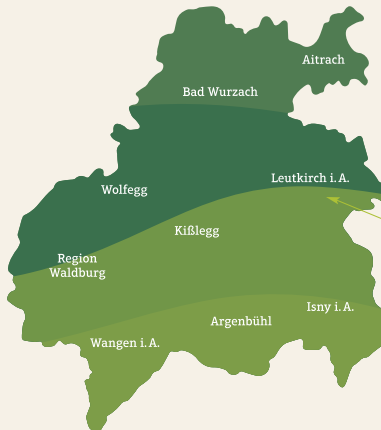 Aitrach
Bad Wurzach
Leutkirch i. A.
Wolfegg
Kißlegg
Region
Waldburg
Isny i. A.
Argenbühl
Wangen i. A.